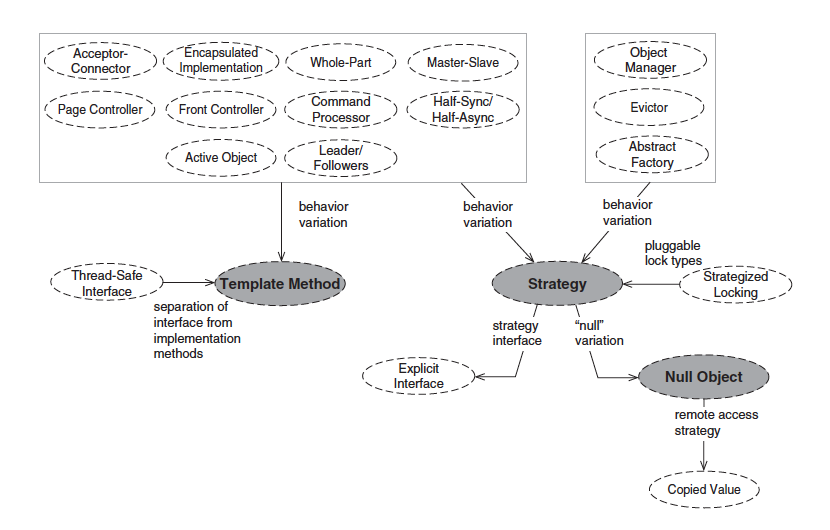 Acceptor-
Connector
Encapsulated
Implementation
Whole-Part
Master-Slave
Object
Manager
Page Controller
Front Controller
Command
Processor
Half-Sync/
Half-Async
Evictor
Active Object
Leader/
Followers
Abstract
Factory
behavior
variation
behavior
variation
behavior
variation
pluggable
lock types
Thread-Safe
Interface
Template Method
Strategy
Strategized
Locking
separation of
interface from
implementation
methods
strategy
interface
“null”
variation
Explicit
Interface
Null Object
remote access
strategy
Copied Value